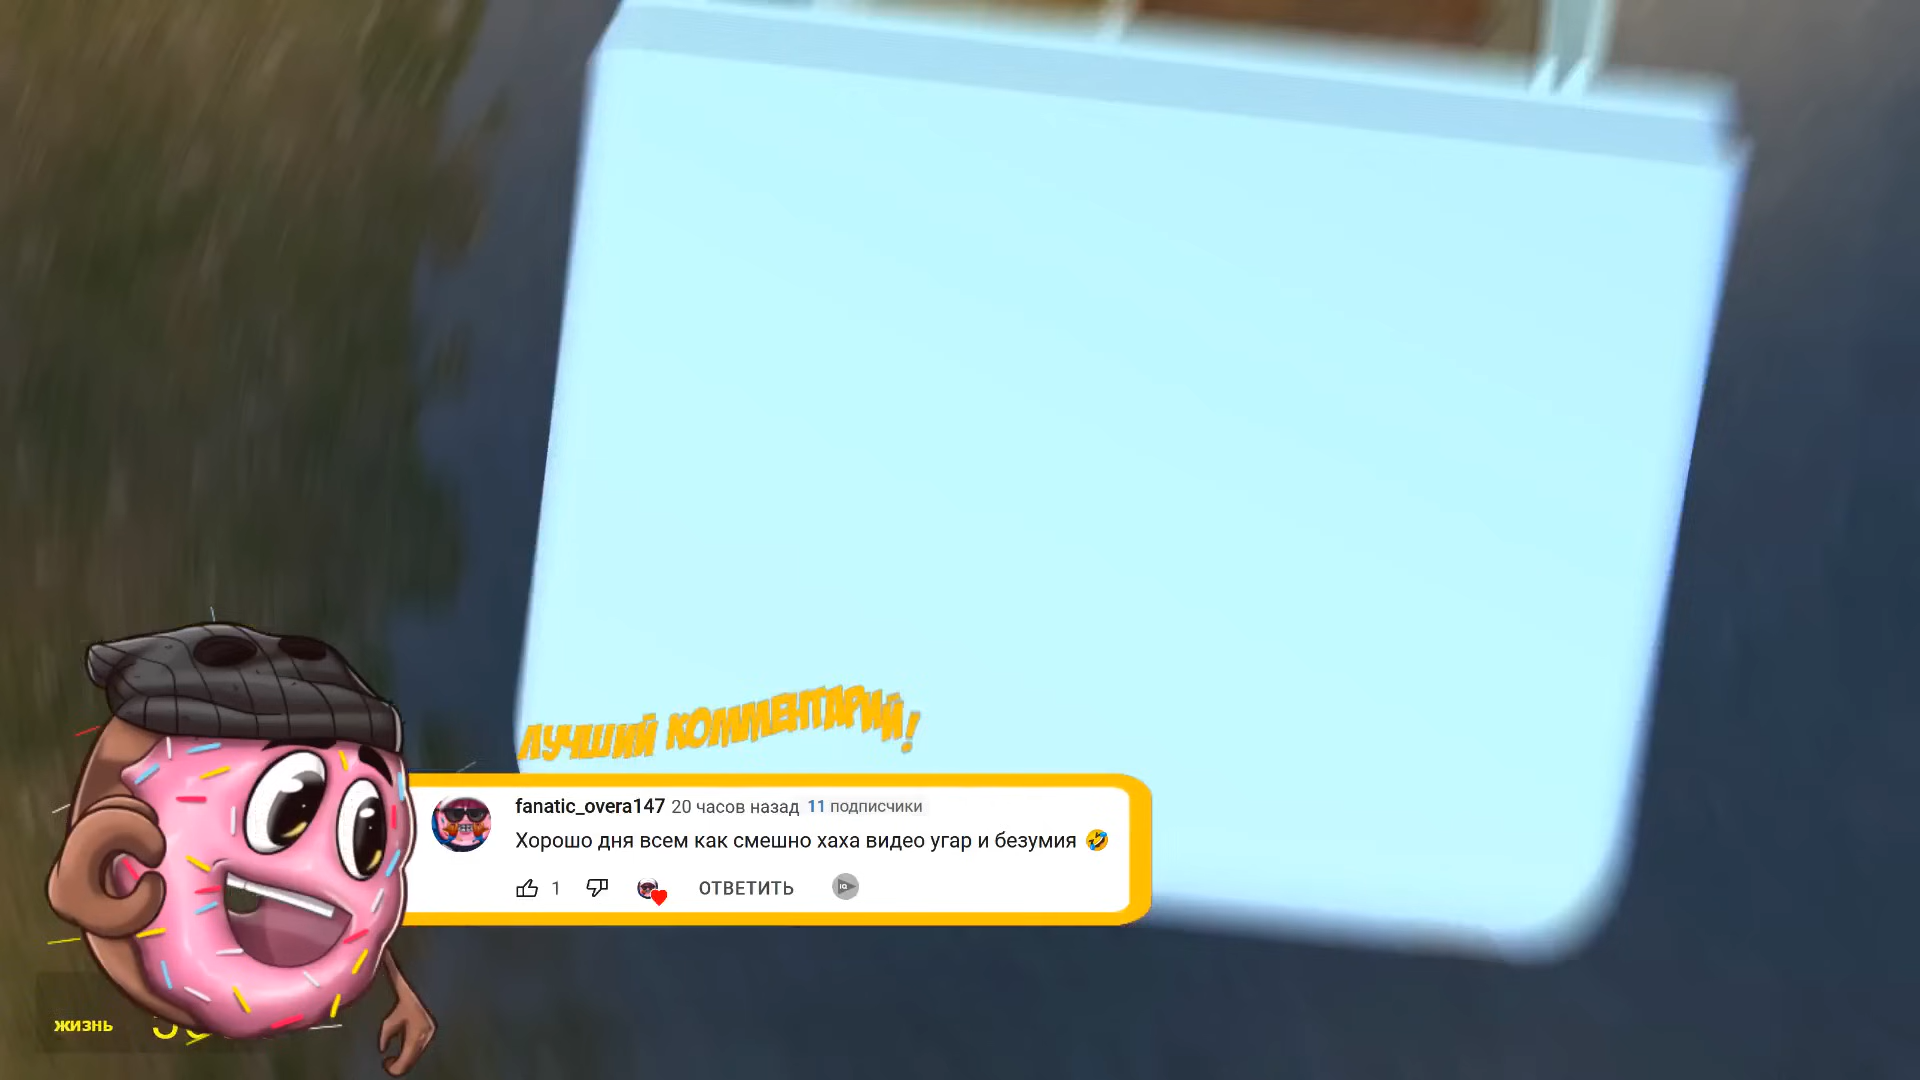 ЛУЧШИЙ КОММЕНТАРИЙ!
fanatic_overa147 20 часов назад 11 подписчики
Хорошо дня всем как смешно хаха видео угар и безумия 🤣
1 ОТВЕТИТЬ IQ
ЖИЗНЬ